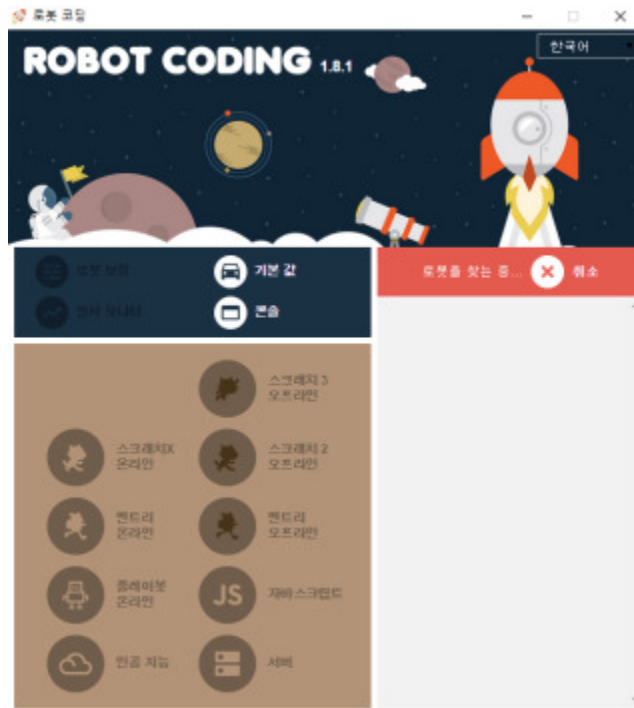 로봇 코딩
ROBOT CODING 1.8.1
한국어
로봇 보정
기본 값
센서 모니터
콘솔
로봇을 찾는 중...
취소
스크래치 3
오프라인
스크래치X
온라인
스크래치 2
오프라인
엔트리
온라인
엔트리
오프라인
플레이봇
온라인
JS
자바스크립트
인공 지능
서버